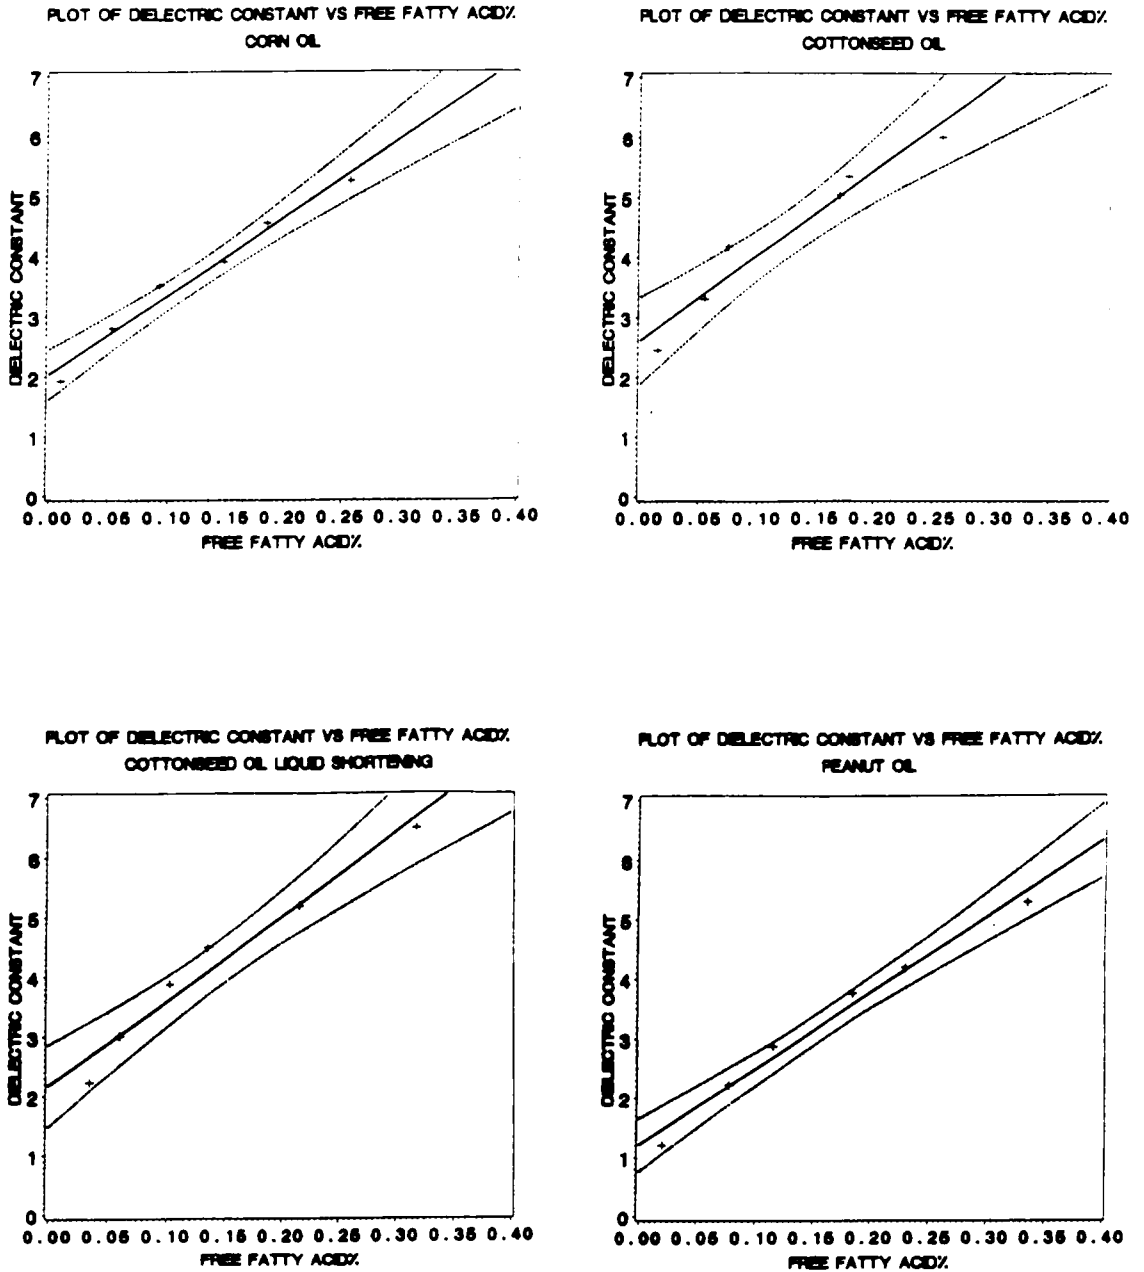 PLOT OF DIELECTRIC CONSTANT VS FREE FATTY ACID%
CORN OIL
7
6
5
4
3
2
1
0
DIELECTRIC CONSTANT
0.00 0.05 0.10 0.15 0.20 0.25 0.30 0.35 0.40
FREE FATTY ACID%
PLOT OF DIELECTRIC CONSTANT VS FREE FATTY ACID%
COTTONSEED OIL
7
6
5
4
3
2
1
0
DIELECTRIC CONSTANT
0.00 0.05 0.10 0.15 0.20 0.25 0.30 0.35 0.40
FREE FATTY ACID%
PLOT OF DIELECTRIC CONSTANT VS FREE FATTY ACID%
COTTONSEED OIL LIQUID SHORTENING
7
6
5
4
3
2
1
0
DIELECTRIC CONSTANT
0.00 0.05 0.10 0.15 0.20 0.25 0.30 0.35 0.40
FREE FATTY ACID%
PLOT OF DIELECTRIC CONSTANT VS FREE FATTY ACID%
PEANUT OIL
7
6
5
4
3
2
1
0
DIELECTRIC CONSTANT
0.00 0.05 0.10 0.15 0.20 0.25 0.30 0.35 0.40
FREE FATTY ACID%